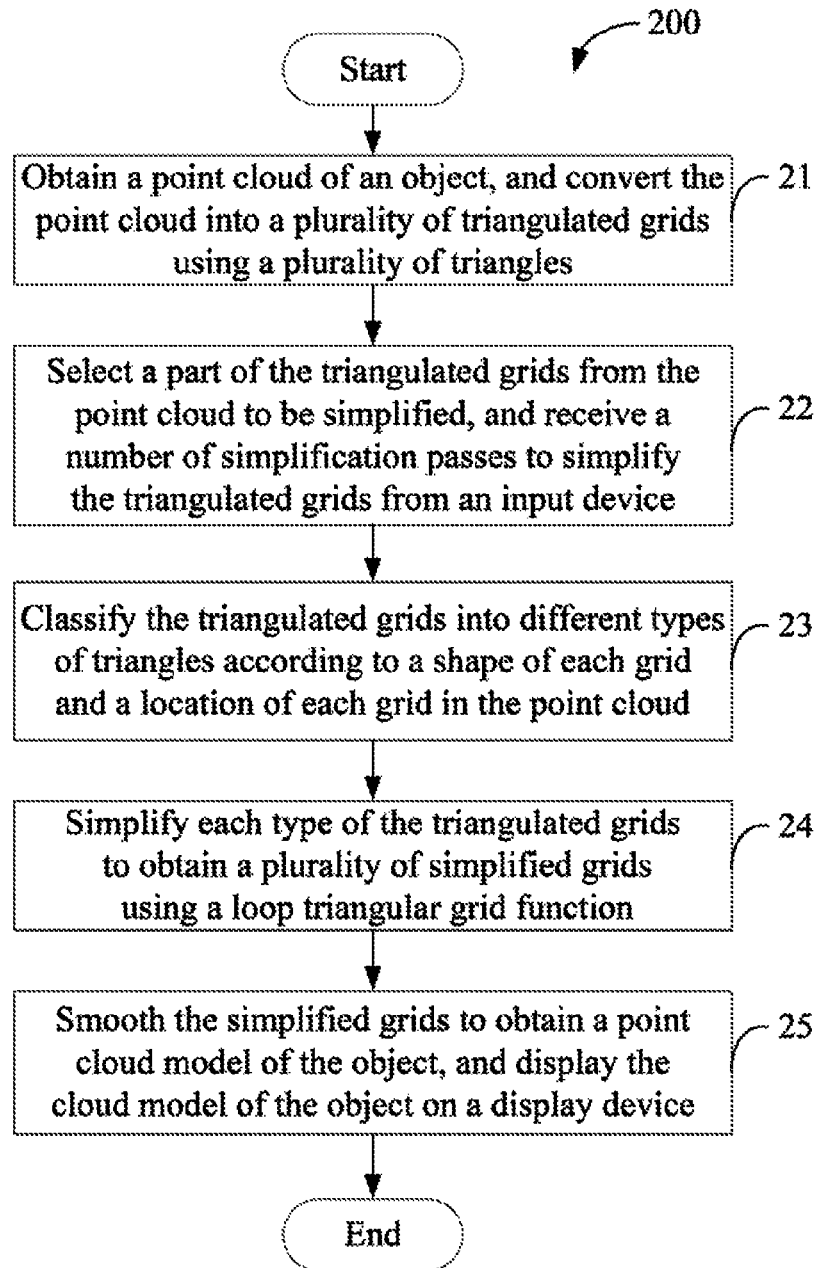 200
Start
Obtain a point cloud of an object, and convert the
point cloud into a plurality of triangulated grids
using a plurality of triangles
21
Select a part of the triangulated grids from the
point cloud to be simplified, and receive a
number of simplification passes to simplify
the triangulated grids from an input device
22
Classify the triangulated grids into different types
of triangles according to a shape of each grid
and a location of each grid in the point cloud
23
Simplify each type of the triangulated grids
to obtain a plurality of simplified grids
using a loop triangular grid function
24
Smooth the simplified grids to obtain a point
cloud model of the object, and display the
cloud model of the object on a display device
25
End